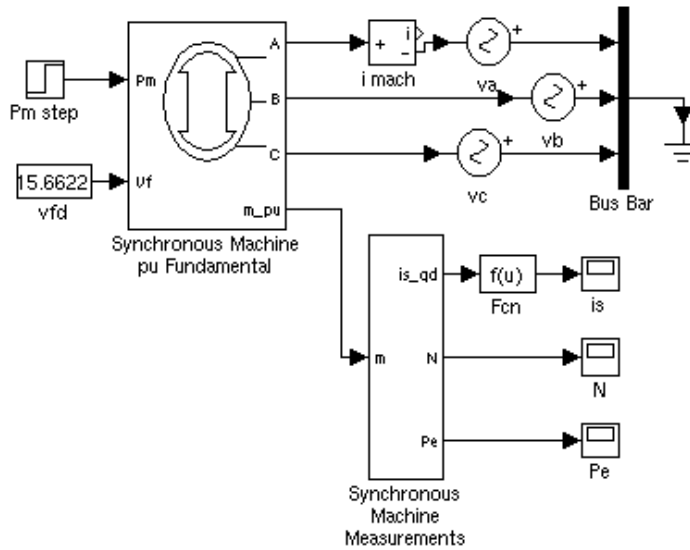 A
+
i
−
i mach
+
va
Pm
Pm step
B
+
vb
C
+
vc
Bus Bar
15.6622
vfd
Vf
m_pu
Synchronous Machine
pu Fundamental
is_qd
f(u)
Fcn
is
m
N
N
Pe
Pe
Synchronous
Machine
Measurements